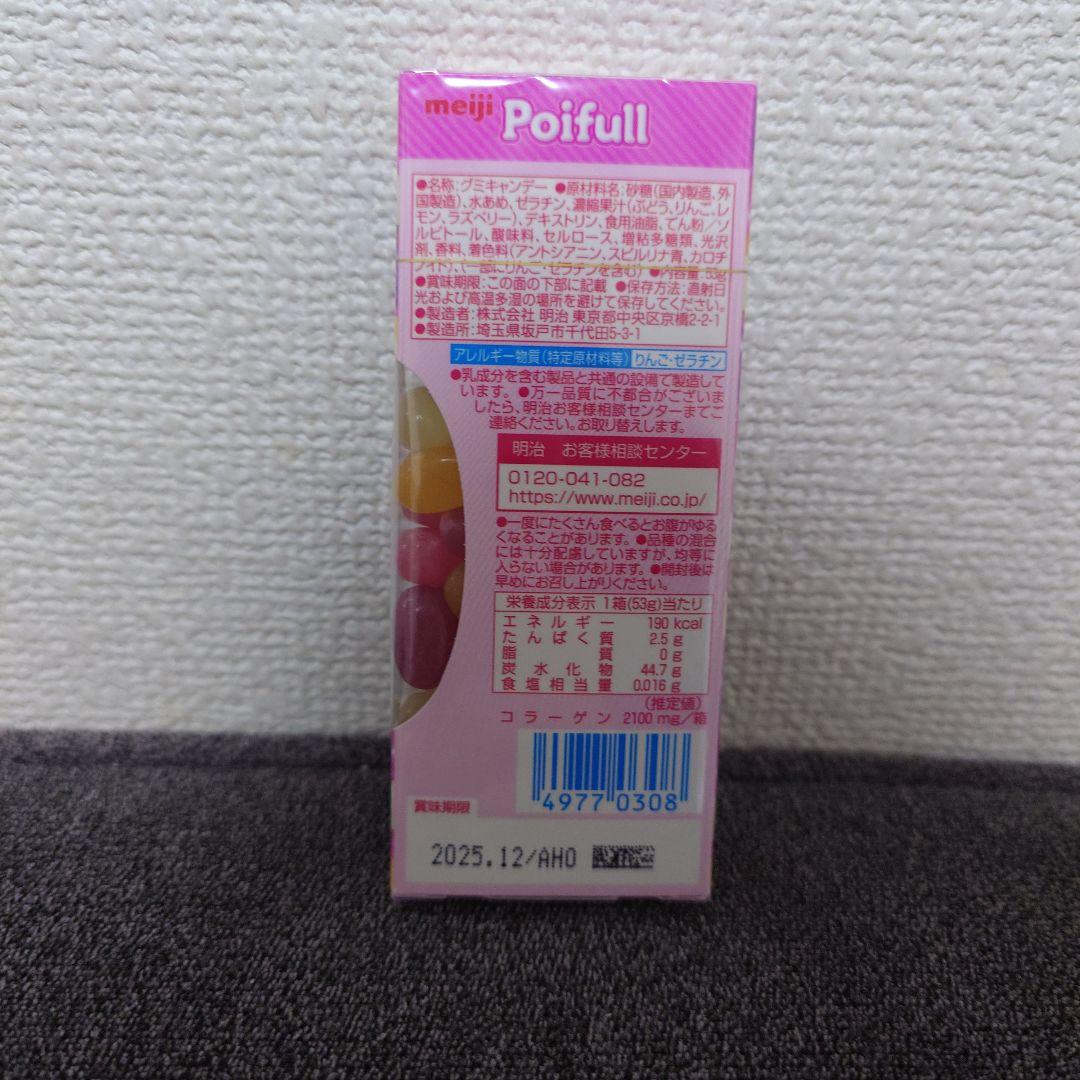 meiji Poifull
●名称:グミキャンデー ●原材料名:砂糖(国内製造、外
国製造)、水あめ、ゼラチン、濃縮果汁(ぶどう、りんご、レ
モン、ラズベリー)、デキストリン、食用油脂、でん粉/ソ
ルビトール、酸味料、セルロース、増粘多糖類、光沢
剤、香料、着色料(アントシアニン、スピルリナ青、カロチ
ノイド)、(一部にりんご・ゼラチンを含む) ●内容量:53g
●賞味期限:この面の下部に記載 ●保存方法:直射日
光および高温多湿の場所を避けて保存してください。
●製造者:株式会社 明治 東京都中央区京橋2-2-1
●製造所:埼玉県坂戸市千代田5-3-1
アレルギー物質(特定原材料等) りんご・ゼラチン
●乳成分を含む製品と共通の設備で製造して
います。 ●万一品質に不都合がございま
したら、明治お客様相談センターまでご
連絡ください。お取り替えします。
明治 お客様相談センター
0120-041-082
https://www.meiji.co.jp/
●一度にたくさん食べるとお腹がゆる
くなることがあります。 ●品種の混合
には十分配慮していますが、均等に
入らない場合があります。 ●開封後は
早めにお召し上がりください。
栄養成分表示 1箱(53g)当たり
エネルギー 190 kcal
たんぱく質 2.5 g
脂質 0 g
炭水化物 44.7 g
食塩相当量 0.016 g
(推定値)
コラーゲン 2100 mg/箱
4977 0308
賞味期限
2025.12/AHO